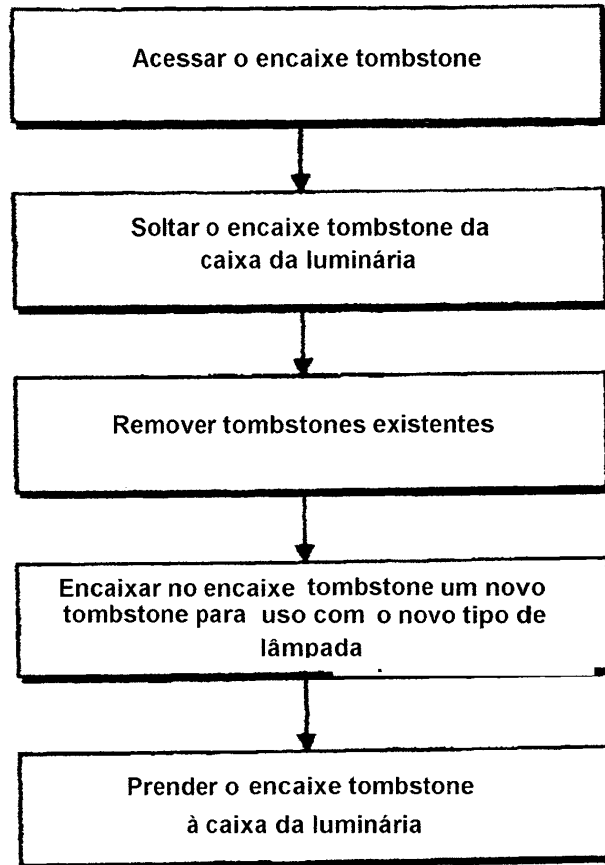 Acessar o encaixe tombstone
Soltar o encaixe tombstone da
caixa da luminária
Remover tombstones existentes
Encaixar no encaixe tombstone um novo
tombstone para uso com o novo tipo de
lâmpada
Prender o encaixe tombstone
à caixa da luminária